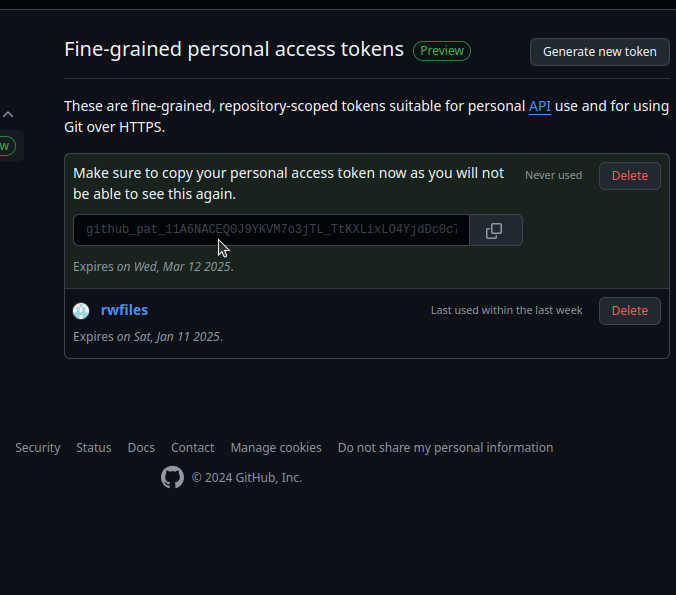 Fine-grained personal access tokens Preview Generate new token
These are fine-grained, repository-scoped tokens suitable for personal API use and for using
Git over HTTPS.
Make sure to copy your personal access token now as you will not
be able to see this again.
Never used Delete
github_pat_11A6NACEQ0J9YKVM7o3jTL_TtKXLixLO4YjdDc0c7
Expires on Wed, Mar 12 2025.
rwfiles Last used within the last week Delete
Expires on Sat, Jan 11 2025.
Security Status Docs Contact Manage cookies Do not share my personal information
© 2024 GitHub, Inc.